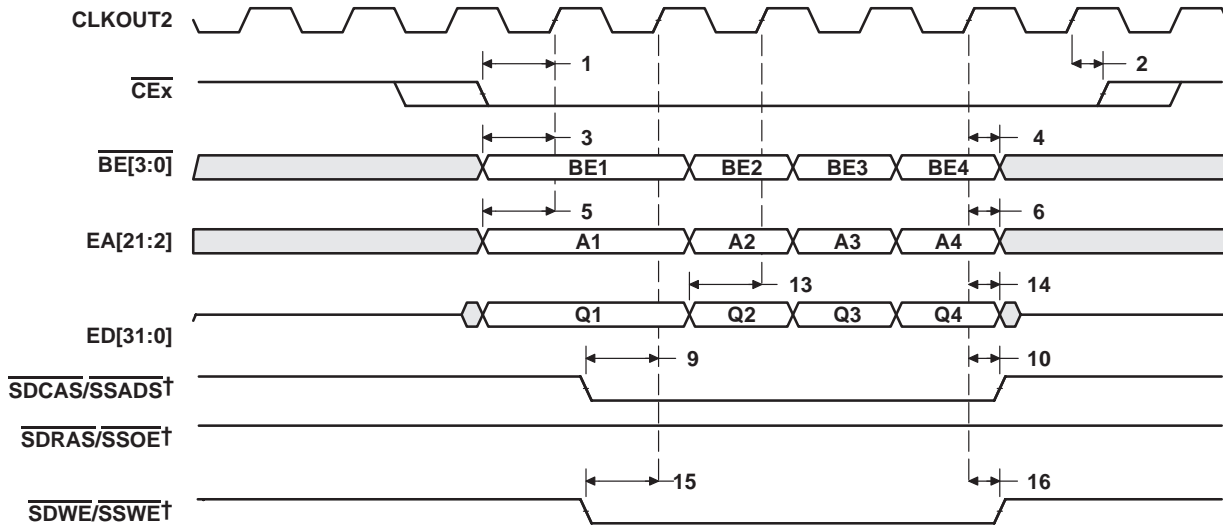 CLKOUT2
1
2
CEx
3
4
BE[3:0]
BE1
BE2
BE3
BE4
5
6
EA[21:2]
A1
A2
A3
A4
13
14
ED[31:0]
Q1
Q2
Q3
Q4
9
10
SDCAS/SSADS†
SDRAS/SSOE†
15
16
SDWE/SSWE†